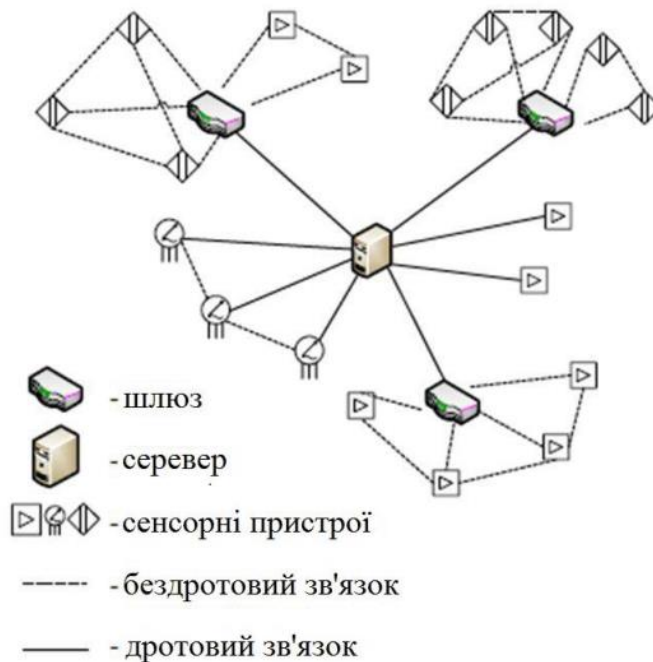 - шлюз
- серевер
- сенсорні пристрої
- бездротовий зв'язок
- дротовий зв'язок